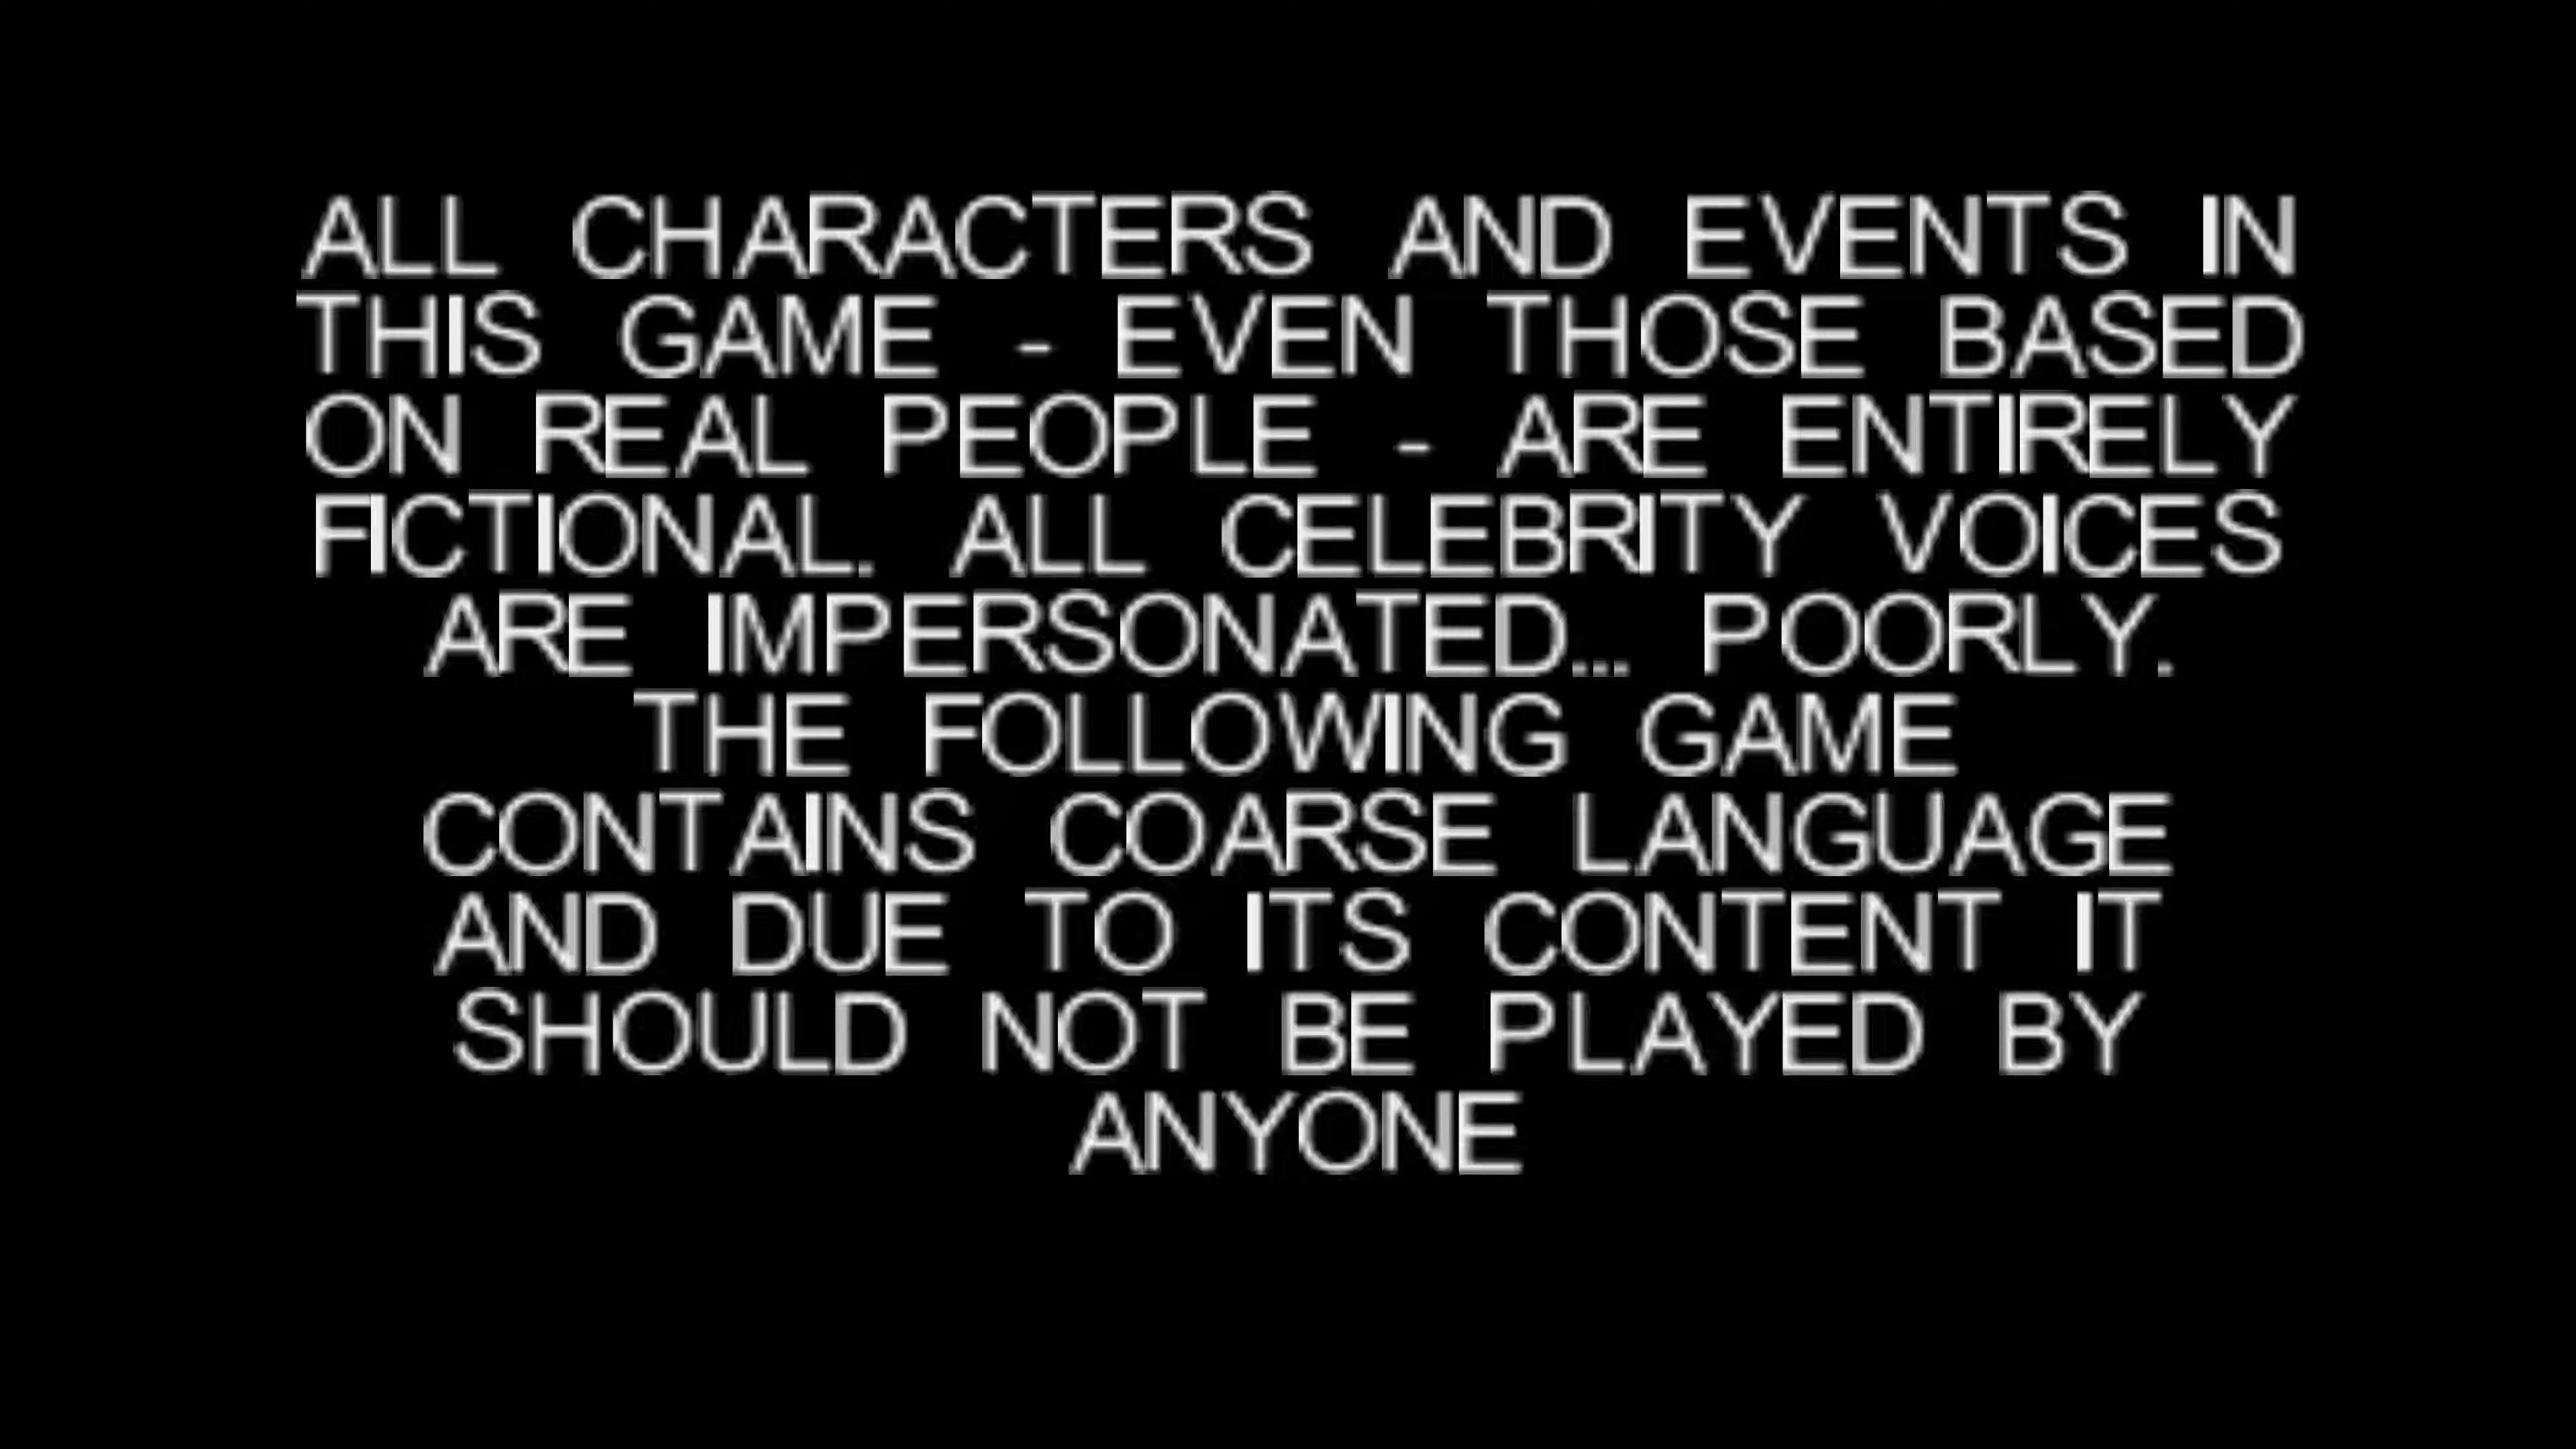 ALL CHARACTERS AND EVENTS IN
THIS GAME - EVEN THOSE BASED
ON REAL PEOPLE - ARE ENTIRELY
FICTIONAL. ALL CELEBRITY VOICES
ARE IMPERSONATED... POORLY.
THE FOLLOWING GAME
CONTAINS COARSE LANGUAGE
AND DUE TO ITS CONTENT IT
SHOULD NOT BE PLAYED BY
ANYONE